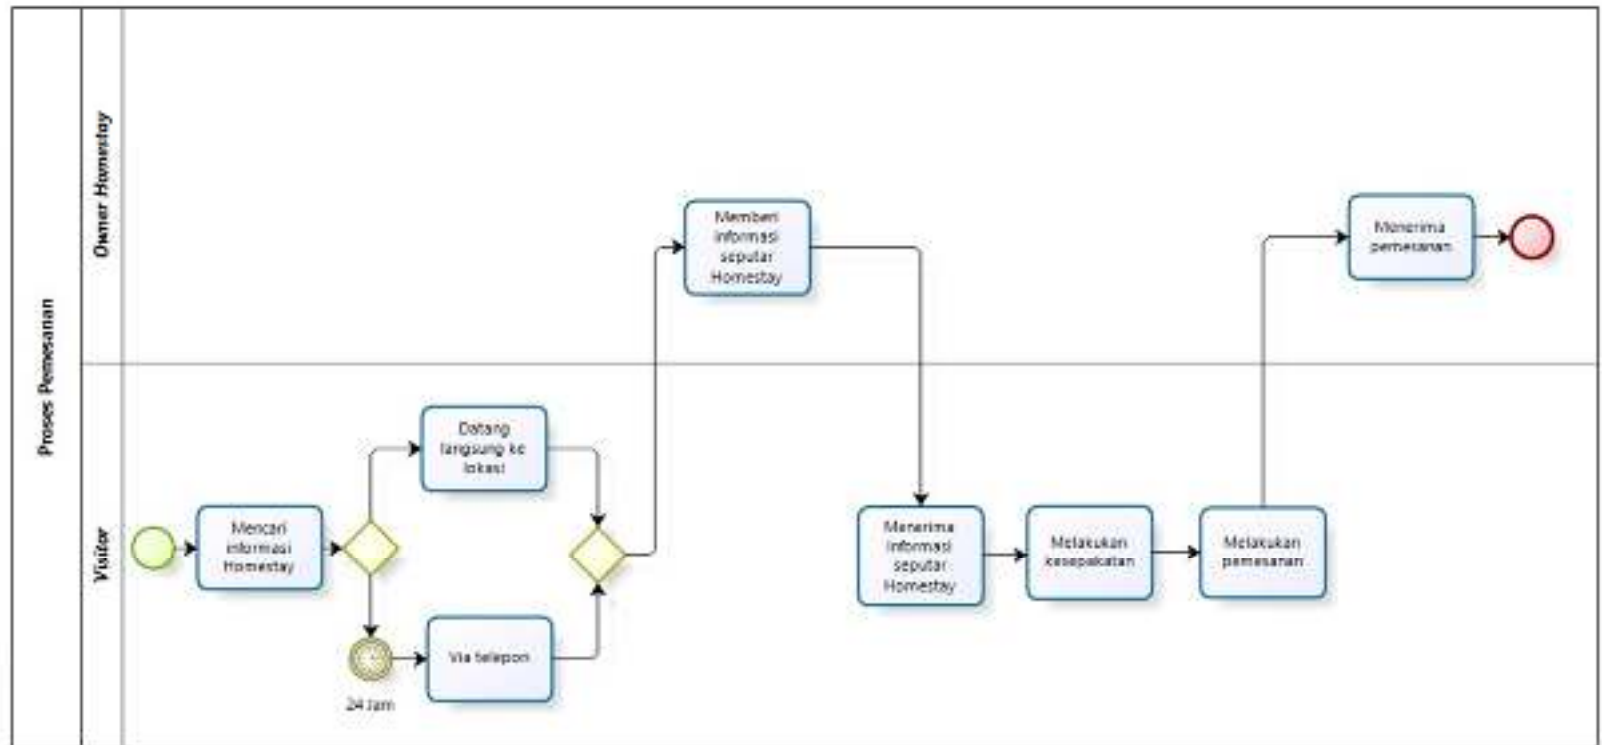 Proses Pemesanan
Owner Homestay
Memberi
informasi
seputar
Homestay
Menerima
pemesanan
Visitor
Mencari
informasi
Homestay
Datang
langsung ke
lokasi
24 Jam
Via telepon
Menerima
informasi
seputar
Homestay
Melakukan
kesepakatan
Melakukan
pemesanan